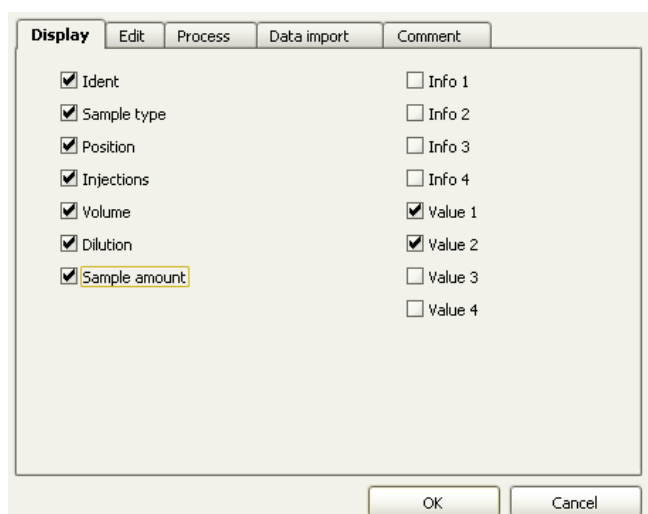 Display Edit Process Data import Comment
Ident
Sample type
Position
Injections
Volume
Dilution
Sample amount
Info 1
Info 2
Info 3
Info 4
Value 1
Value 2
Value 3
Value 4
OK Cancel